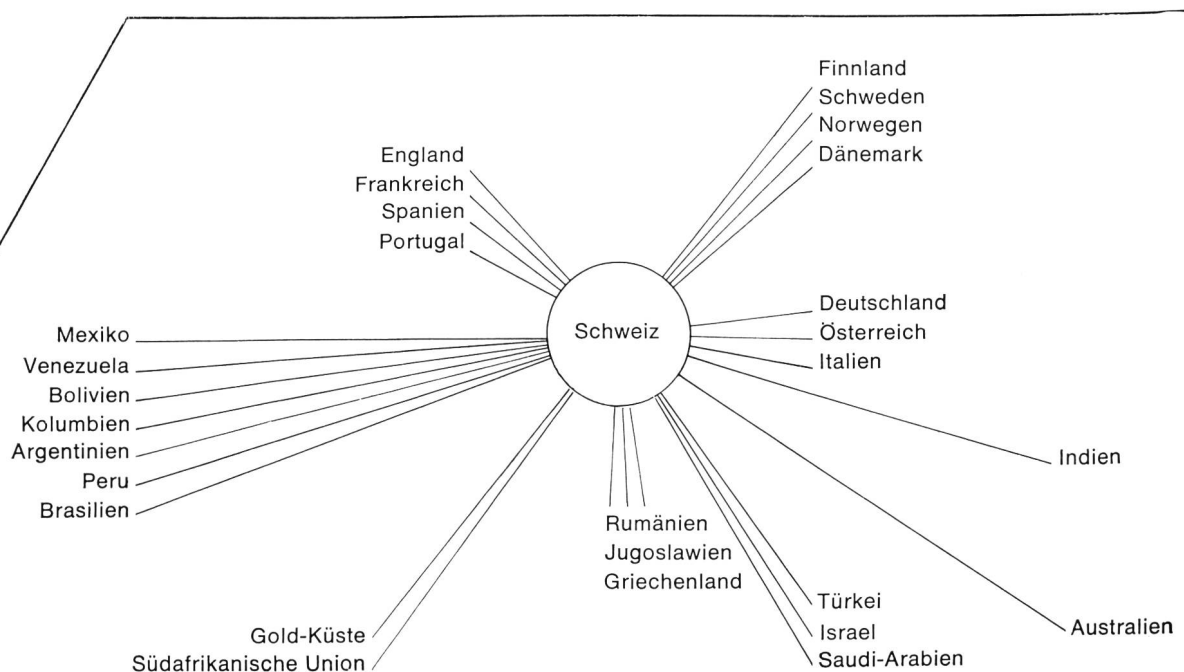 Finnland
Schweden
Norwegen
Dänemark
England
Frankreich
Spanien
Portugal
Schweiz
Deutschland
Österreich
Italien
Mexiko
Venezuela
Bolivien
Kolumbien
Argentinien
Peru
Brasilien
Indien
Rumänien
Jugoslawien
Griechenland
Türkei
Israel
Saudi-Arabien
Australien
Gold-Küste
Südafrikanische Union